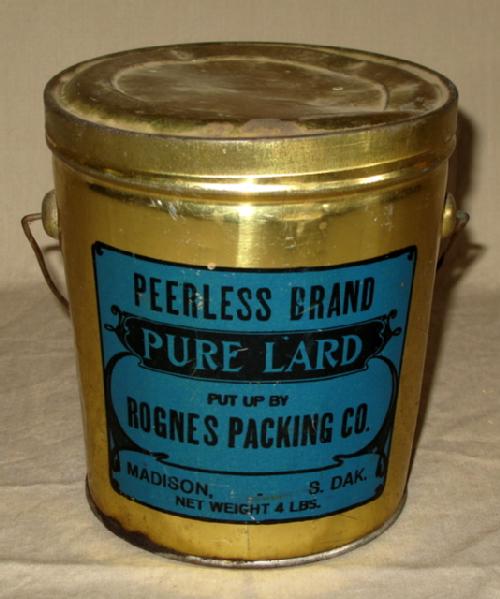 PEERLESS BRAND
PURE LARD
PUT UP BY
ROGNES PACKING CO.
MADISON, - S. DAK.
NET WEIGHT 4 LBS.